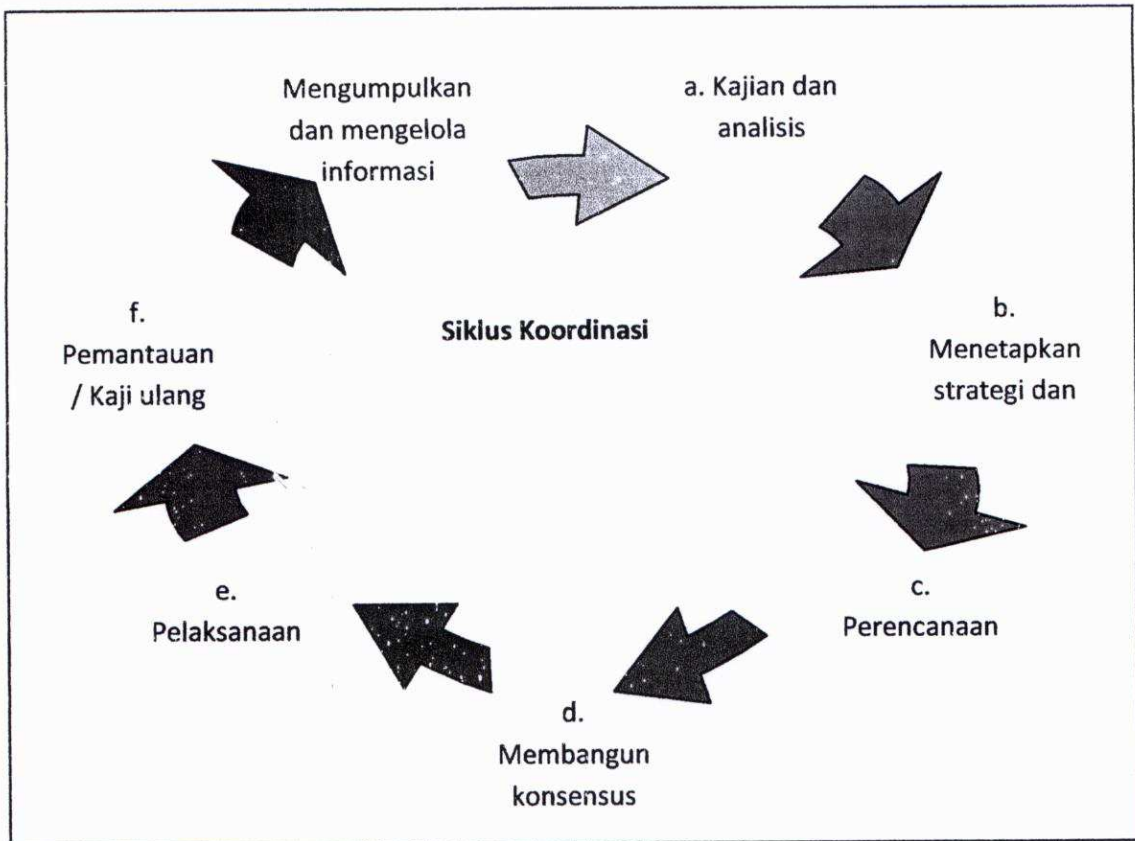 Mengumpulkan
dan mengelola
informasi
a. Kajian dan
analisis
Siklus Koordinasi
b.
Menetapkan
strategi dan
c.
Perencanaan
d.
Membangun
konsensus
e.
Pelaksanaan
f.
Pemantauan
/ Kaji ulang